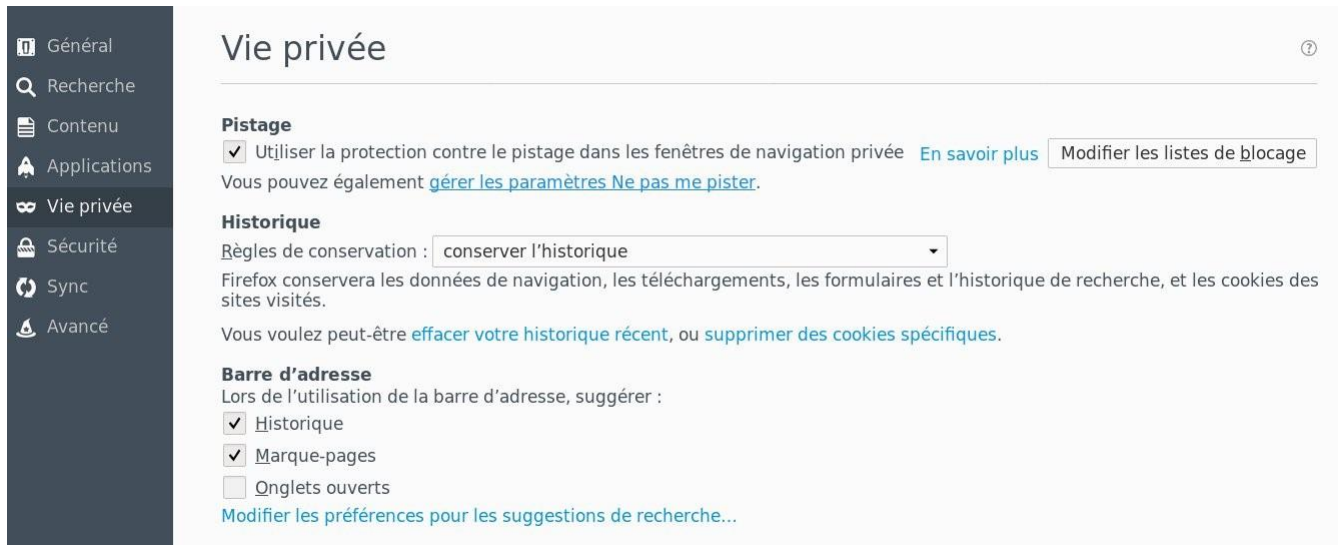 Général
Recherche
Contenu
Applications
Vie privée
Sécurité
Sync
Avancé
Vie privée
Pistage
Utiliser la protection contre le pistage dans les fenêtres de navigation privée En savoir plus Modifier les listes de blocage
Vous pouvez également gérer les paramètres Ne pas me pister.
Historique
Règles de conservation : conserver l’historique
Firefox conservera les données de navigation, les téléchargements, les formulaires et l’historique de recherche, et les cookies des
sites visités.
Vous voulez peut-être effacer votre historique récent, ou supprimer des cookies spécifiques.
Barre d’adresse
Lors de l’utilisation de la barre d’adresse, suggérer :
Historique
Marque-pages
Onglets ouverts
Modifier les préférences pour les suggestions de recherche…